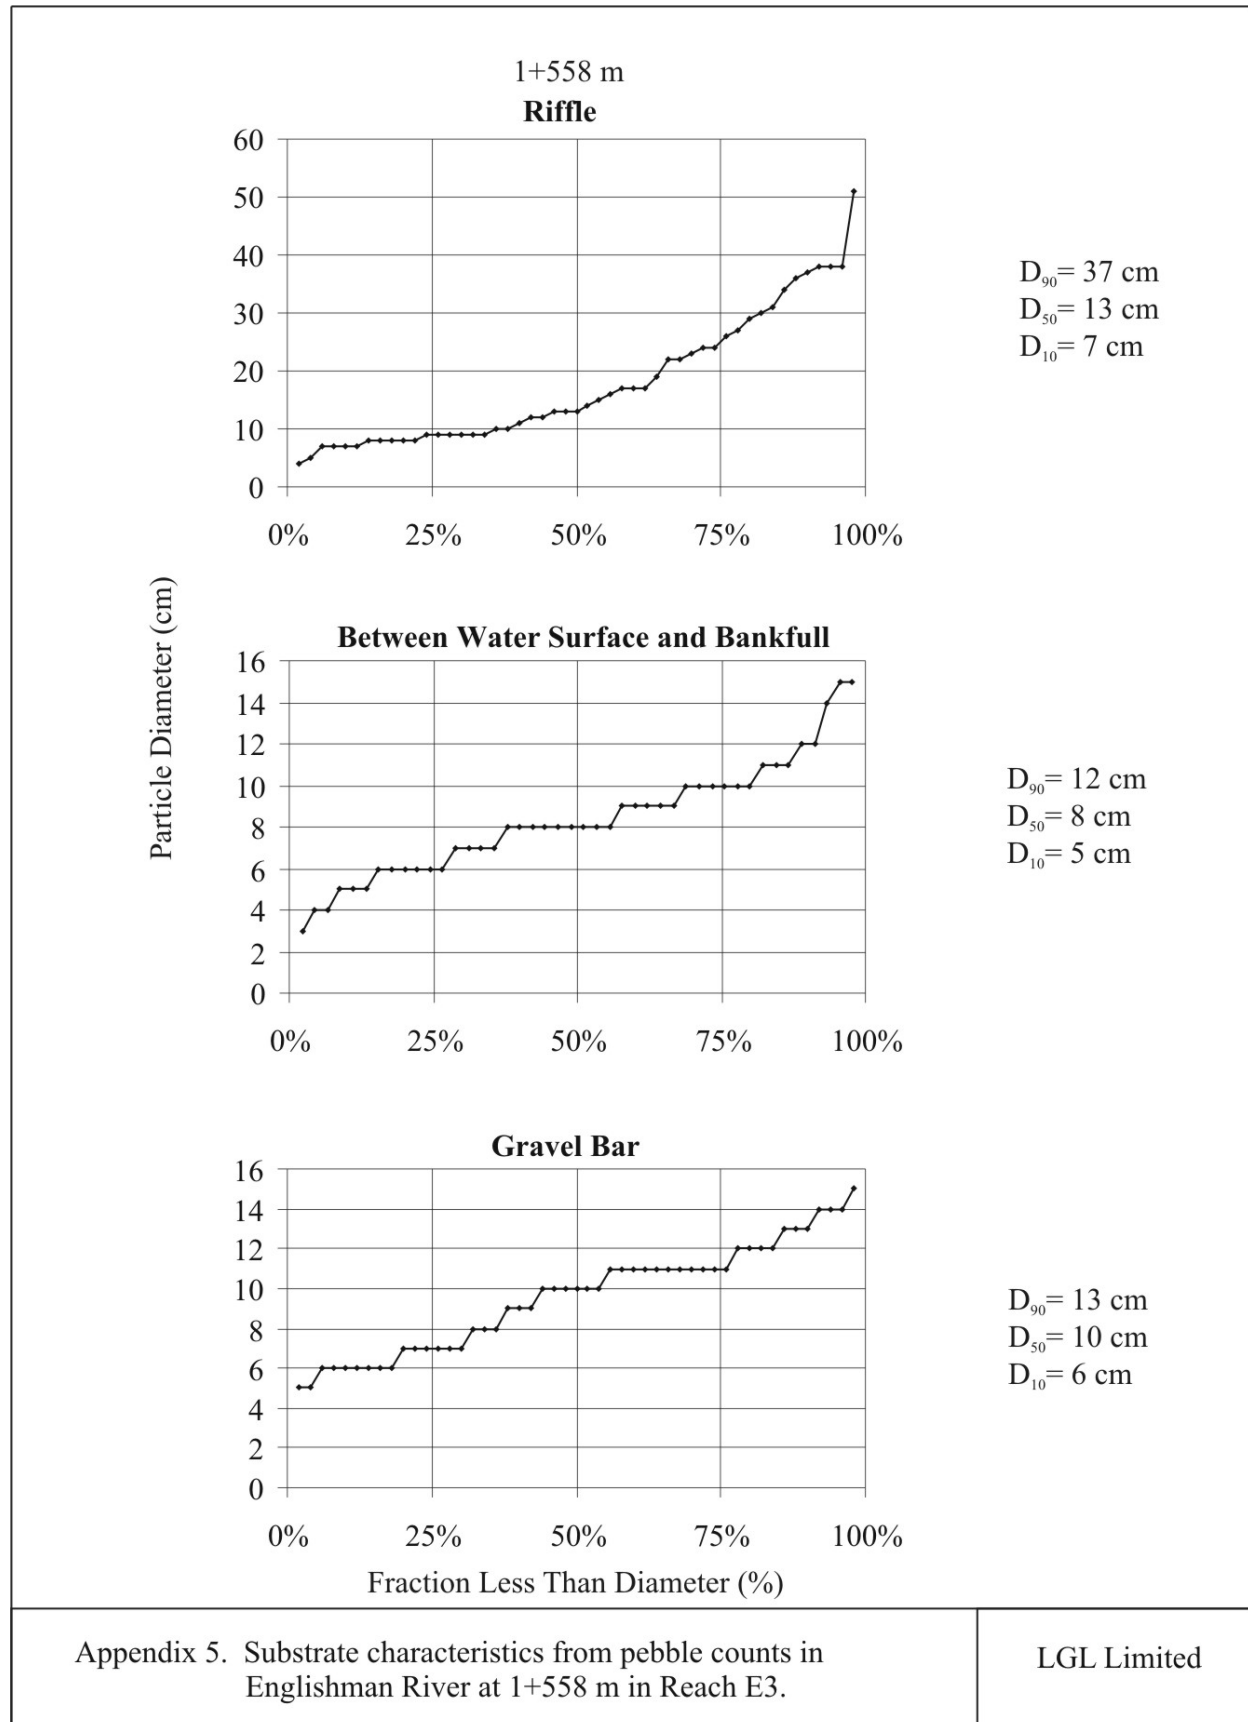 1+558 m
Riffle
60
50
40
30
20
10
0
0% 25% 50% 75% 100%
D₉₀= 37 cm
D₅₀= 13 cm
D₁₀= 7 cm
Particle Diameter (cm)
Between Water Surface and Bankfull
16
14
12
10
8
6
4
2
0
0% 25% 50% 75% 100%
D₉₀= 12 cm
D₅₀= 8 cm
D₁₀= 5 cm
Gravel Bar
16
14
12
10
8
6
4
2
0
0% 25% 50% 75% 100%
D₉₀= 13 cm
D₅₀= 10 cm
D₁₀= 6 cm
Fraction Less Than Diameter (%)
Appendix 5. Substrate characteristics from pebble counts in
Englishman River at 1+558 m in Reach E3.
LGL Limited